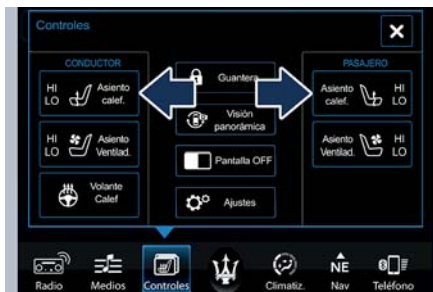 Controles
CONDUCTOR
PASAJERO
HI
LO
Asiento
calef.
Guantera
Asiento
calef.
HI
LO
HI
LO
Asiento
Ventilad.
Visión
panorámica
Asiento
Ventilad.
HI
LO
Volante
Calef
Pantalla OFF
Ajustes
Radio
Medios
Controles
Climatiz.
NE
Nav
Teléfono